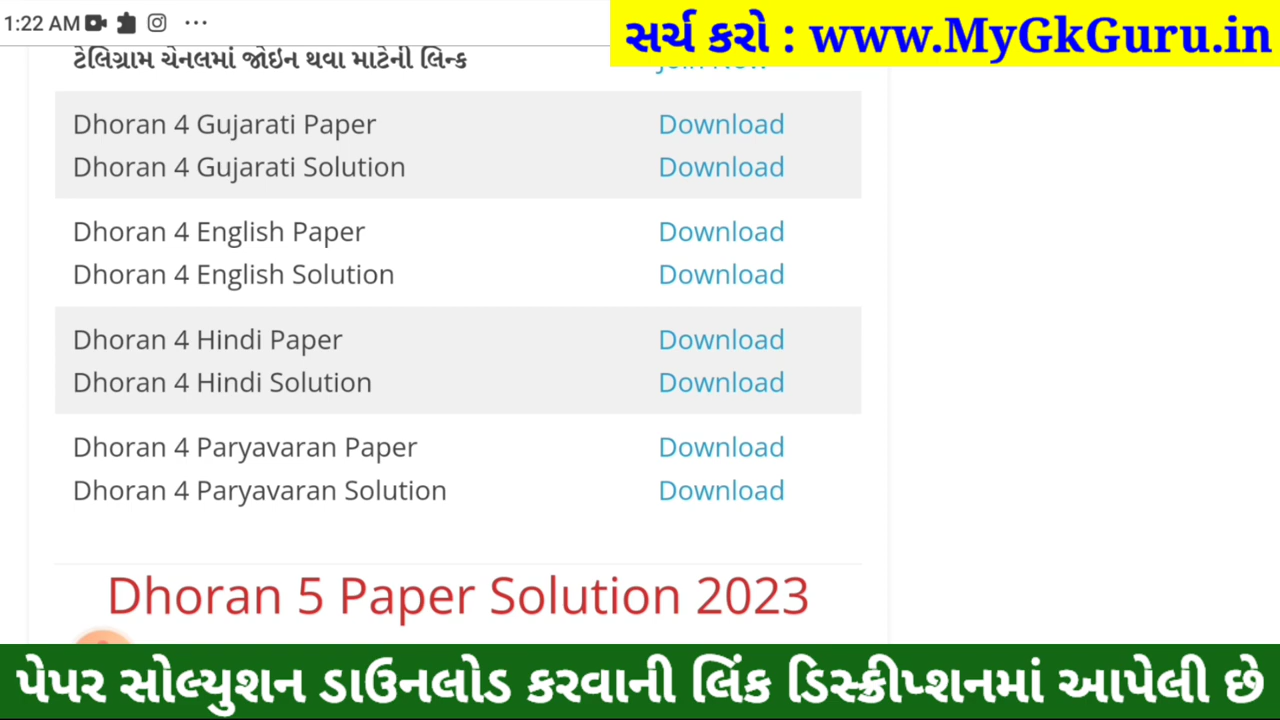 1:22 AM
સર્ચ કરો : www.MyGkGuru.in
ટેલિગ્રામ ચેનલમાં જોઇન થવા માટેની લિન્ક Join Now
Dhoran 4 Gujarati Paper Download
Dhoran 4 Gujarati Solution Download
Dhoran 4 English Paper Download
Dhoran 4 English Solution Download
Dhoran 4 Hindi Paper Download
Dhoran 4 Hindi Solution Download
Dhoran 4 Paryavaran Paper Download
Dhoran 4 Paryavaran Solution Download
Dhoran 5 Paper Solution 2023
પેપર સોલ્યુશન ડાઉનલોડ કરવાની લિંક ડિસ્ક્રીપ્શનમાં આપેલી છે